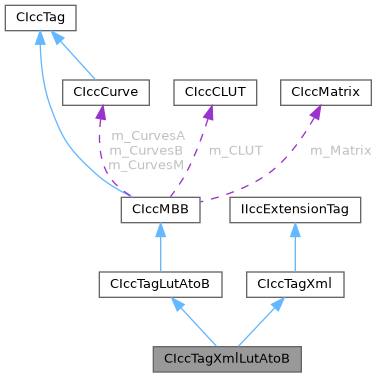 CIccTag
CIccCurve
CIccCLUT
CIccMatrix
m_CurvesA
m_CurvesB
m_CurvesM
m_CLUT
m_Matrix
CIccMBB
IIccExtensionTag
CIccTagLutAtoB
CIccTagXml
CIccTagXmlLutAtoB